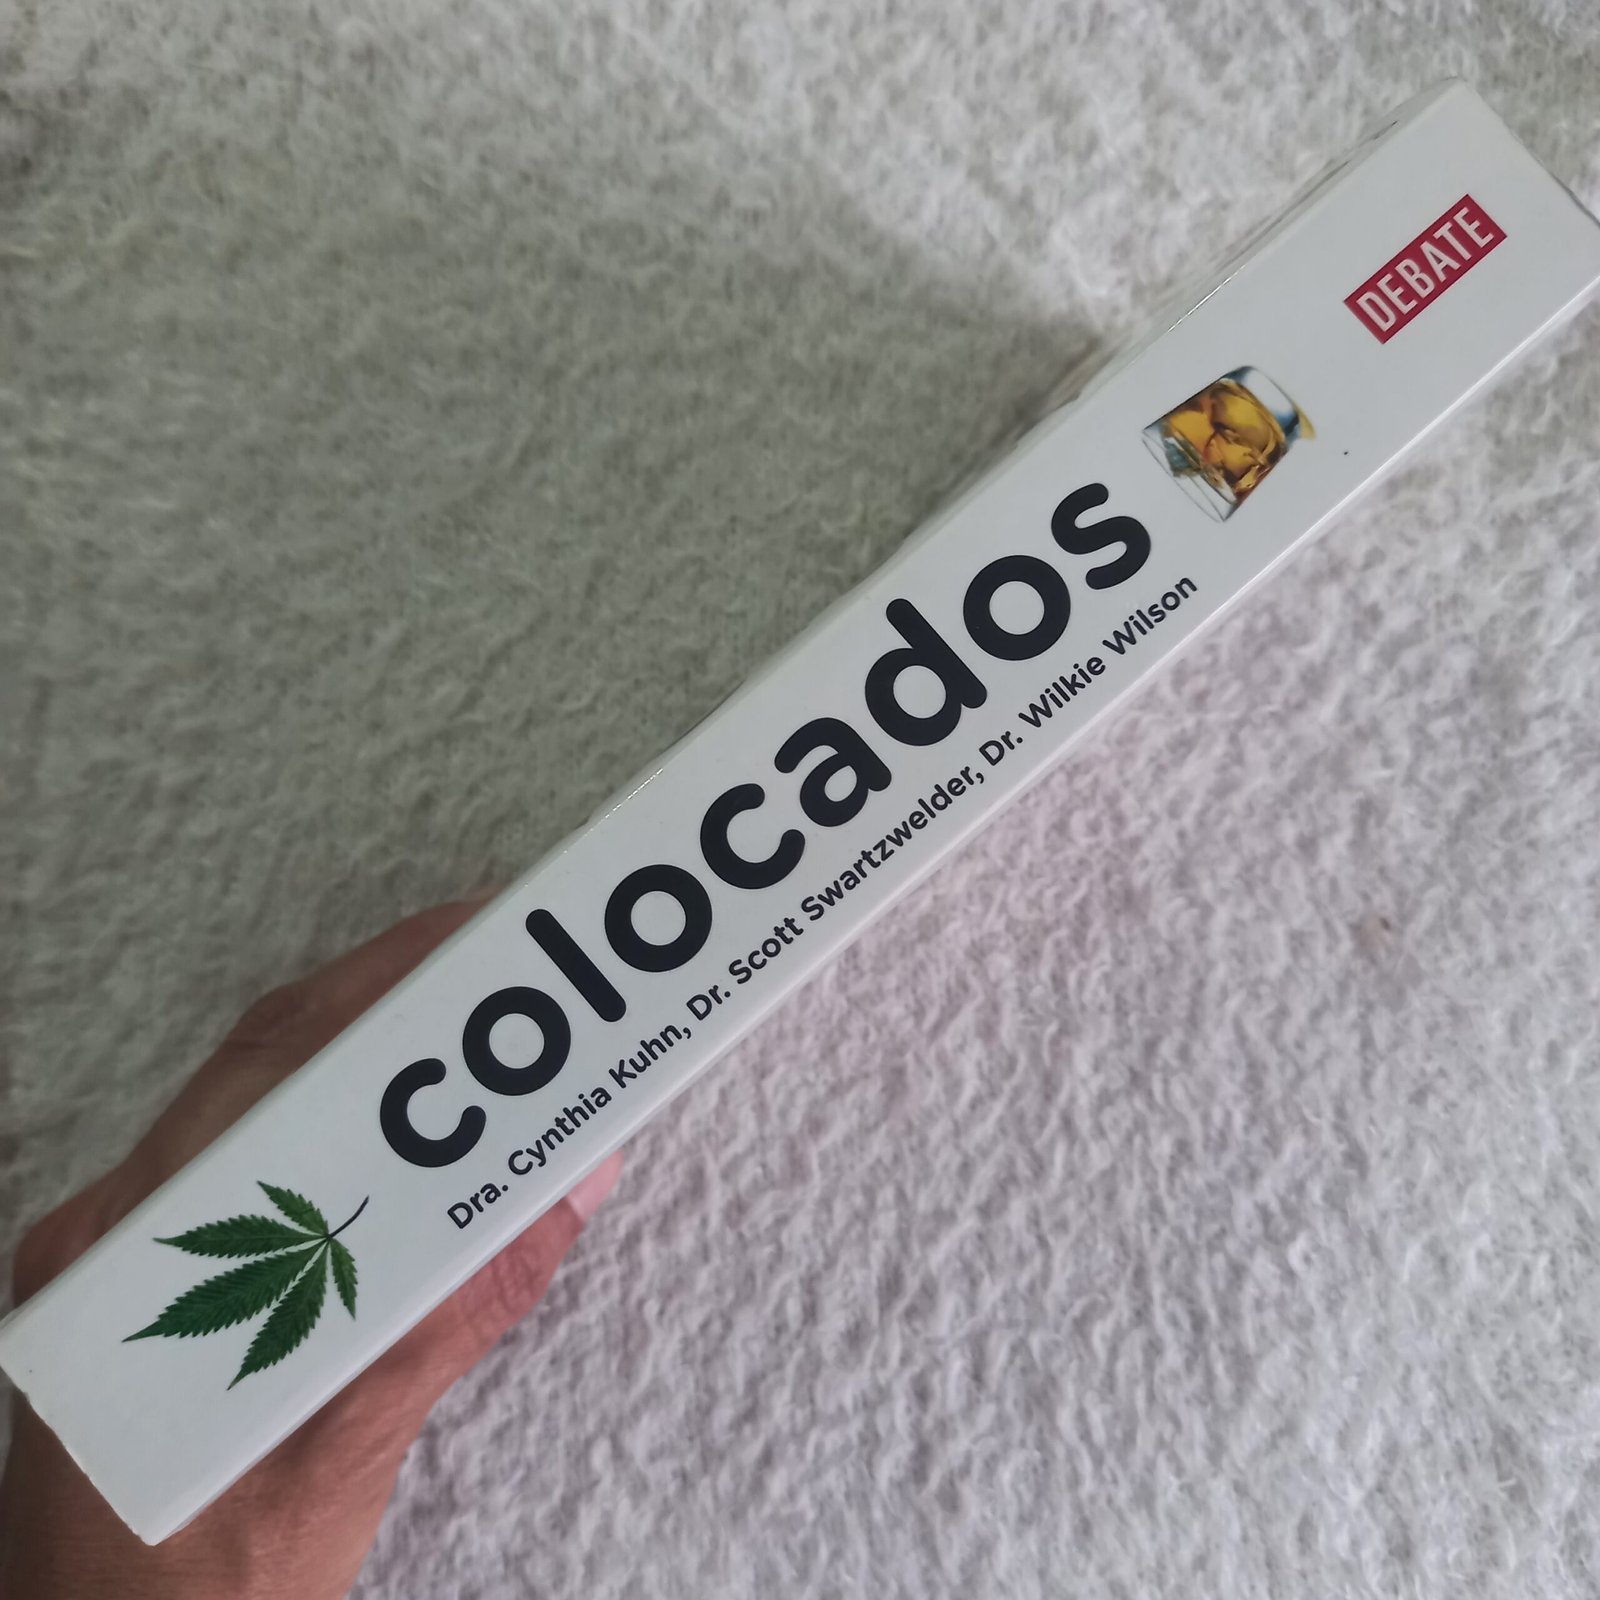 colocados
Dra. Cynthia Kuhn, Dr. Scott Swartzwelder, Dr. Wilkie Wilson
DEBATE